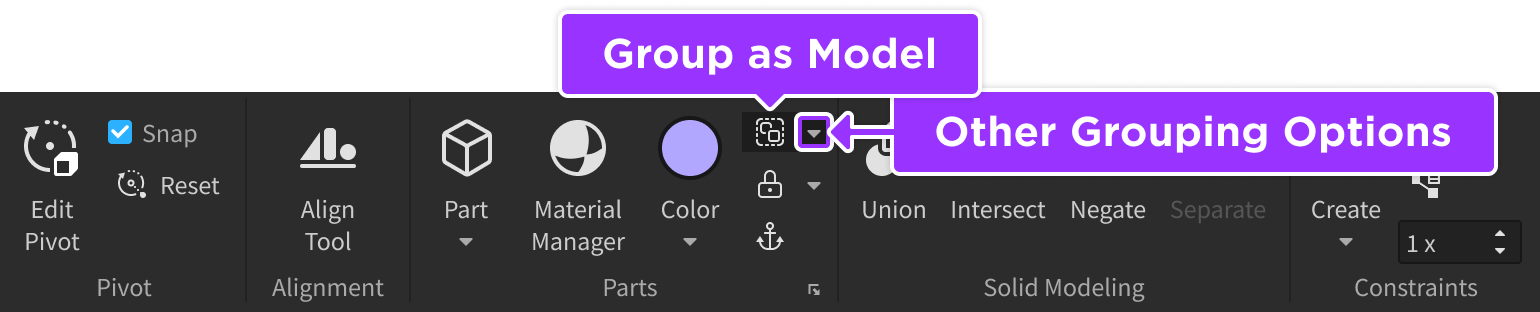 Group as Model
Other Grouping Options
Snap
Reset
Edit
Pivot
Pivot
Align
Tool
Alignment
Part
Material
Manager
Color
Parts
Union
Intersect
Negate
Separate
Solid Modeling
Create
1 x
Constraints